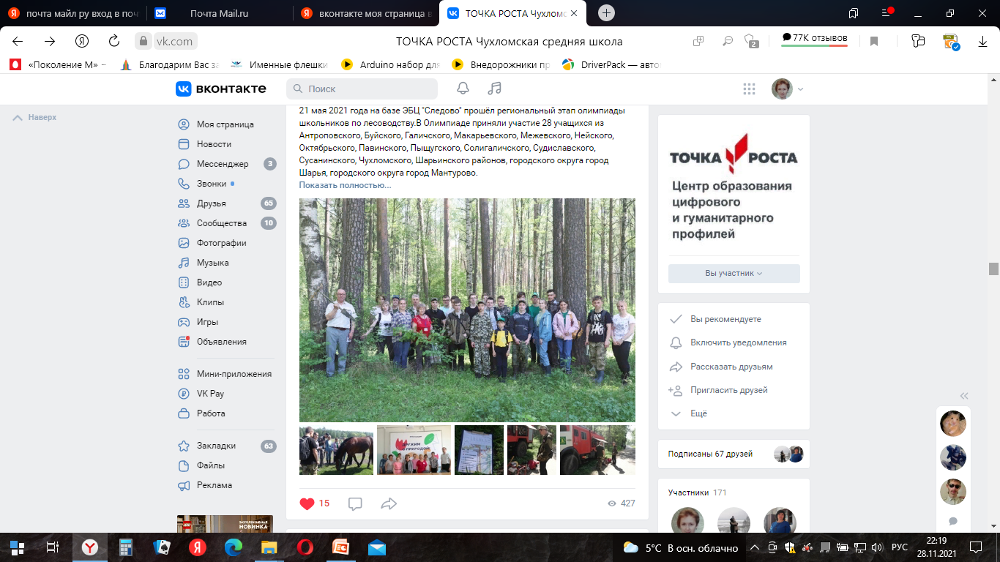 почта майл ру вход в поч
Почта Mail.ru
вконтакте моя страница в
ТОЧКА РОСТА Чухломс
vk.com
ТОЧКА РОСТА Чухломская средняя школа
2
77К отзывов
«Поколение М» –
Благодарим Вас за
Именные флешки
Arduino набор для
Внедорожники пр
DriverPack — авто
вконтакте
Поиск
Наверх
Моя страница
Новости
Мессенджер 3
Звонки
Друзья 65
Сообщества 10
Фотографии
Музыка
Видео
Клипы
Игры
Объявления
Мини-приложения
VK Pay
Работа
Закладки 63
Файлы
Реклама
ЭКСКЛЮЗИВНАЯ
НОВИНКА
21 мая 2021 года на базе ЭБЦ "Следово" прошёл региональный этап олимпиады
школьников по лесоводству.В Олимпиаде приняли участие 28 учащихся из
Антроповского, Буйского, Галичского, Макарьевского, Межевского, Нейского,
Октябрьского, Павинского, Пыщугского, Солигаличского, Судиславского,
Сусанинского, Чухломского, Шарьинского районов, городского округа город
Шарья, городского округа город Мантурово.
Показать полностью...
ДРУЖИМ
С ПРИРОДОЙ
15
427
ТОЧКА РОСТА
Центр образования
цифрового
и гуманитарного
профилей
Вы участник
Вы рекомендуете
Включить уведомления
Рассказать друзьям
Пригласить друзей
Ещё
Подписаны 67 друзей
Участники 171
5°C В осн. облачно
РУС
22:19
28.11.2021